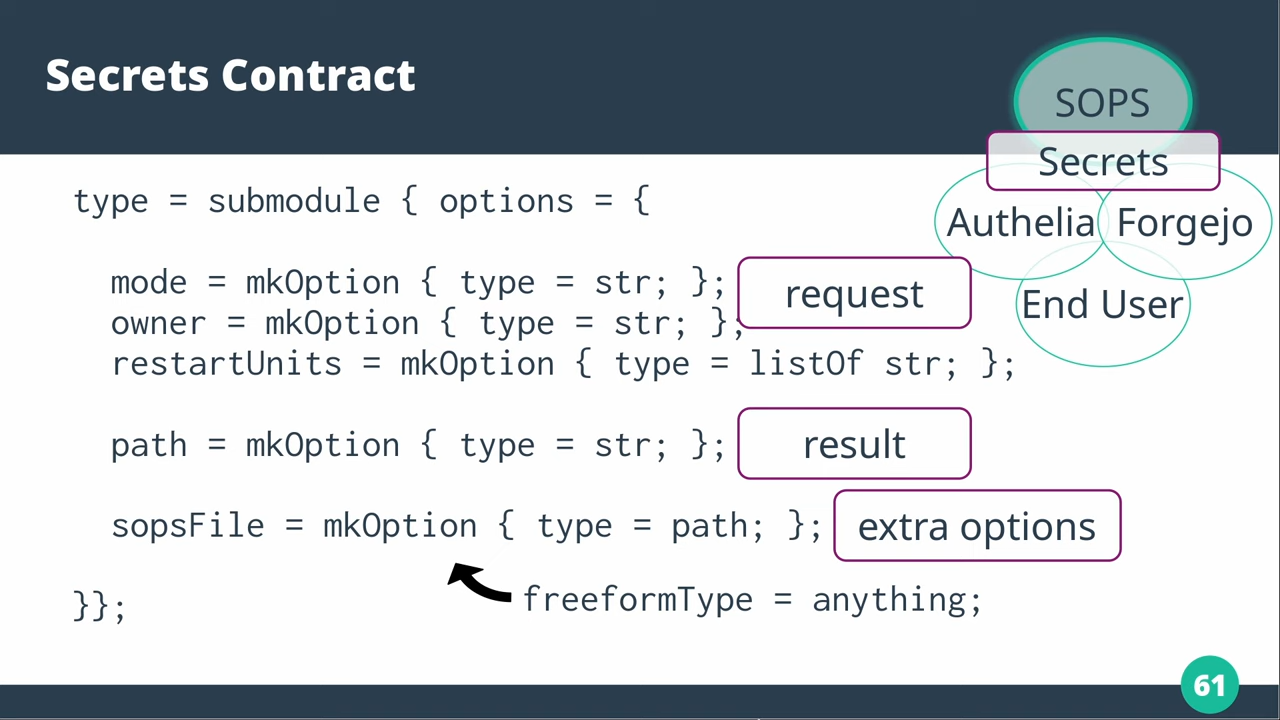 Secrets Contract
SOPS
Secrets
Authelia
Forgejo
End User
type = submodule { options = {
mode = mkOption { type = str; };
request
owner = mkOption { type = str; };
restartUnits = mkOption { type = listOf str; };
path = mkOption { type = str; };
result
sopsFile = mkOption { type = path; };
extra options
freeformType = anything;
}};
61